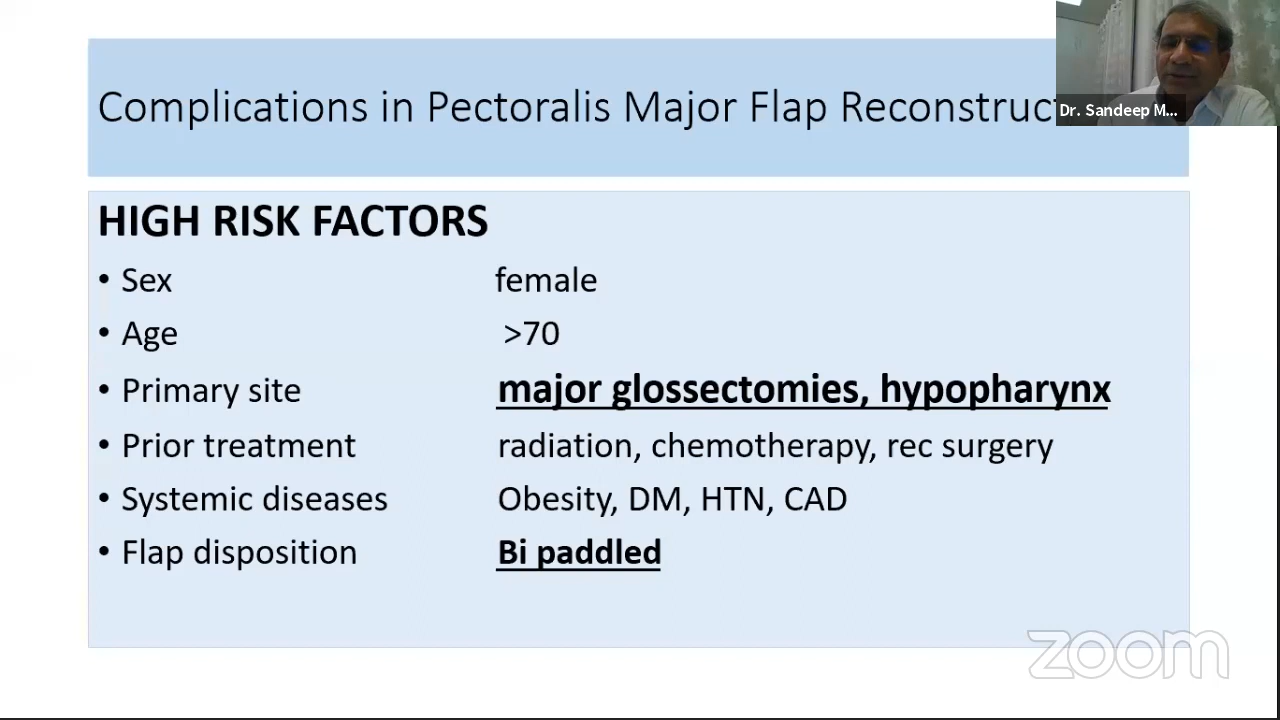 Complications in Pectoralis Major Flap Reconstruct
Dr. Sandeep M...
HIGH RISK FACTORS
• Sex female
• Age >70
• Primary site major glossectomies, hypopharynx
• Prior treatment radiation, chemotherapy, rec surgery
• Systemic diseases Obesity, DM, HTN, CAD
• Flap disposition Bi paddled
zoom